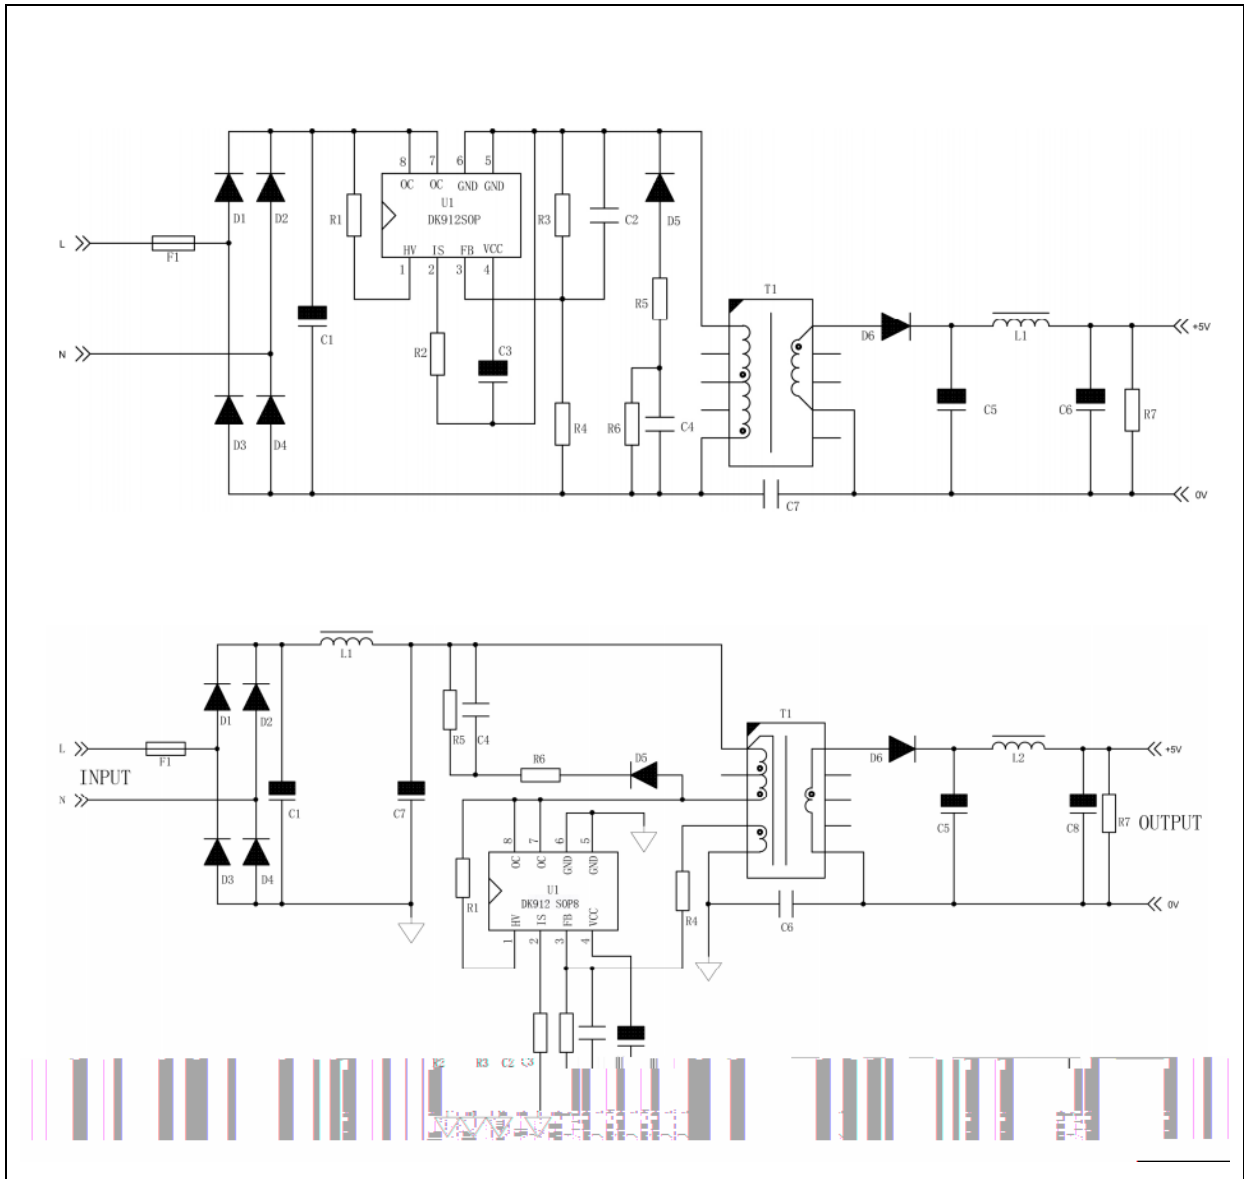 8 7 6 5
OC OC GND GND
D1 D2 R1 U1 R3 C2 D5
DK912SOP
L F1
HV IS FB VCC
1 2 3 4
R5 T1
N C1 R2 C3 D6 L1 +5V
D3 D4 R4 R6 C4 C5 C6 R7
C7 0V
L1
D1 D2 T1
L F1 R5 C4 R6 D5 D6 L2 +5V
INPUT
N C1 C7 C5 C8 R7 OUTPUT
8 7 6 5
D3 D4 OC OC GND GND
R1 U1 R4
DK912 SOP8
HV IS FB VCC
C6 0V
1 2 3 4
R2 R3 C2 C3